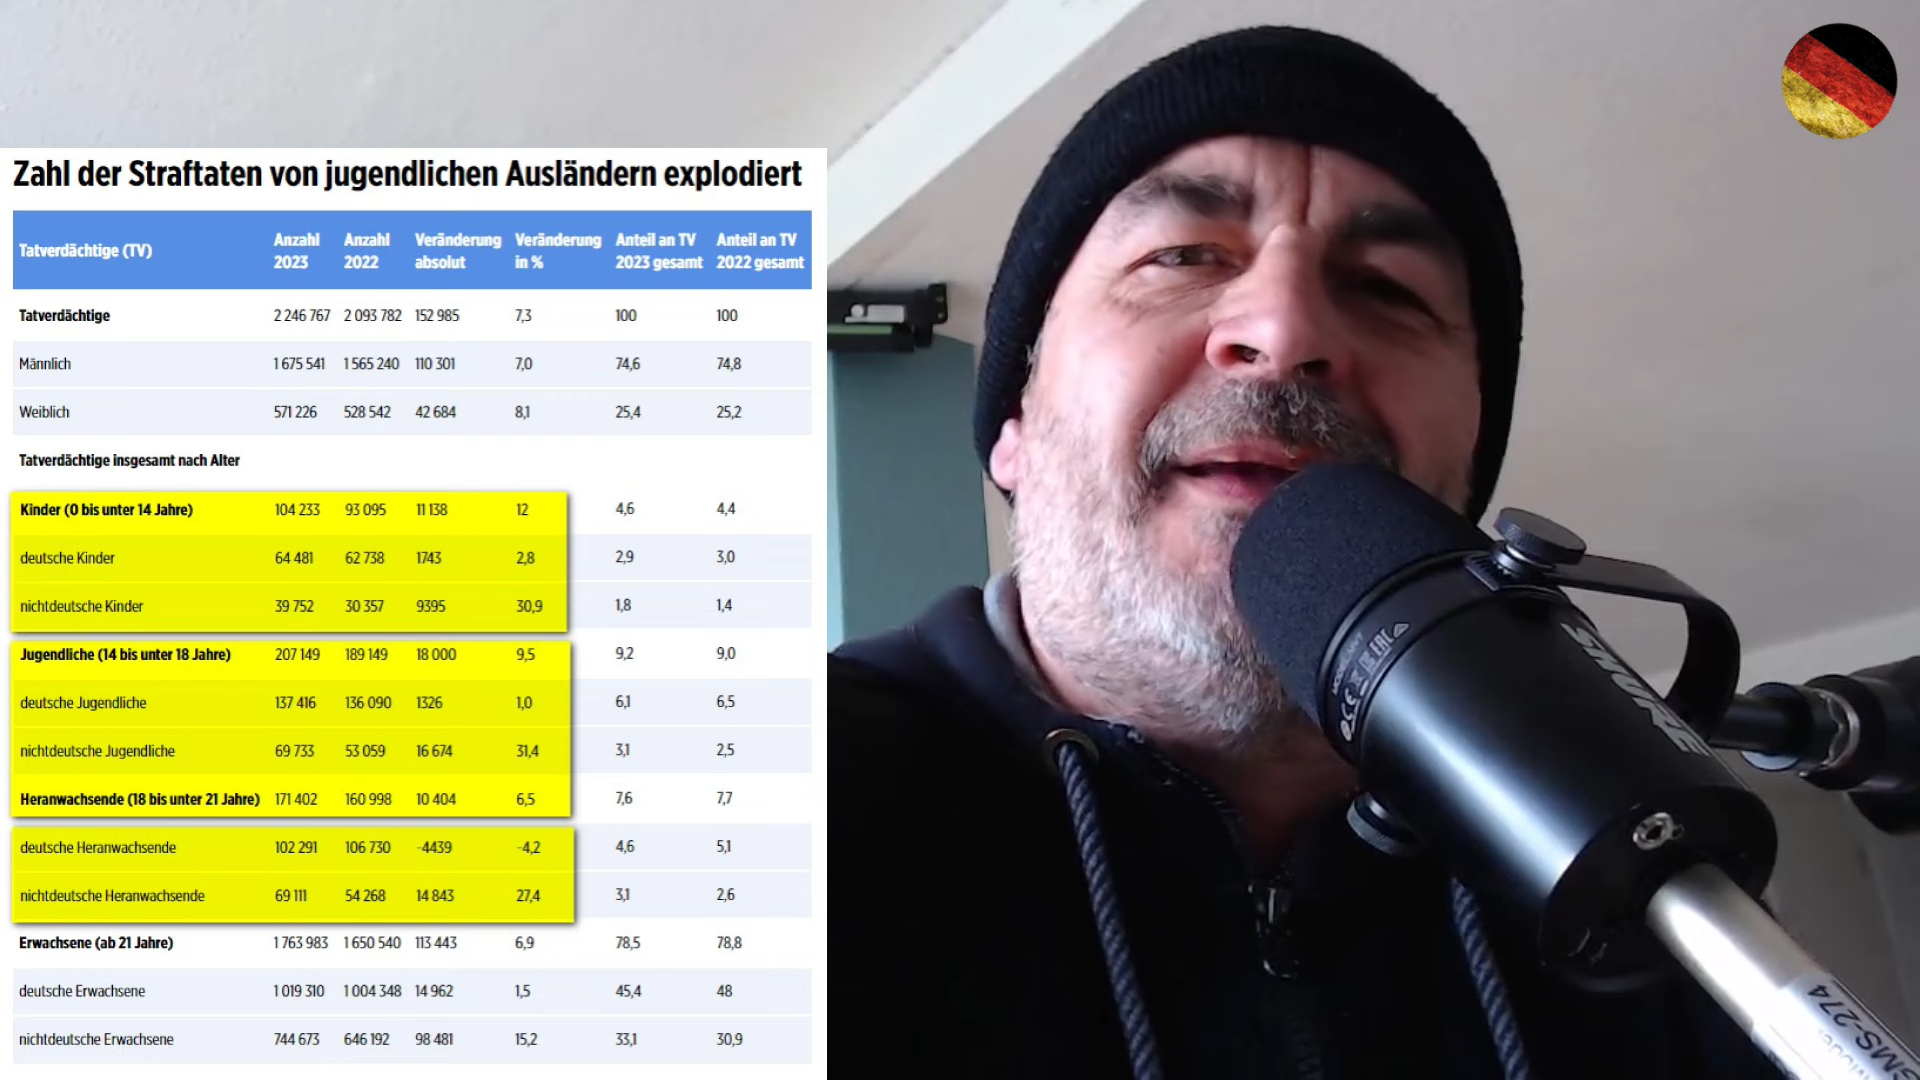 Zahl der Straftaten von jugendlichen Ausländern explodiert
Tatverdächtige (TV) Anzahl 2023 Anzahl 2022 Veränderung absolut Veränderung in % Anteil an TV 2023 gesamt Anteil an TV 2022 gesamt
Tatverdächtige 2 246 767 2 093 782 152 985 7,3 100 100
Männlich 1 675 541 1 565 240 110 301 7,0 74,6 74,8
Weiblich 571 226 528 542 42 684 8,1 25,4 25,2
Tatverdächtige insgesamt nach Alter
Kinder (0 bis unter 14 Jahre) 104 233 93 095 11 138 12 4,6 4,4
deutsche Kinder 64 481 62 738 1743 2,8 2,9 3,0
nichtdeutsche Kinder 39 752 30 357 9395 30,9 1,8 1,4
Jugendliche (14 bis unter 18 Jahre) 207 149 189 149 18 000 9,5 9,2 9,0
deutsche Jugendliche 137 416 136 090 1326 1,0 6,1 6,5
nichtdeutsche Jugendliche 69 733 53 059 16 674 31,4 3,1 2,5
Heranwachsende (18 bis unter 21 Jahre) 171 402 160 998 10 404 6,5 7,6 7,7
deutsche Heranwachsende 102 291 106 730 -4439 -4,2 4,6 5,1
nichtdeutsche Heranwachsende 69 111 54 268 14 843 27,4 3,1 2,6
Erwachsene (ab 21 Jahre) 1 763 983 1 650 540 113 443 6,9 78,5 78,8
deutsche Erwachsene 1 019 310 1 004 348 14 962 1,5 45,4 48
nichtdeutsche Erwachsene 744 673 646 192 98 481 15,2 33,1 30,9
SHURE
EAC
CE
SMS-274